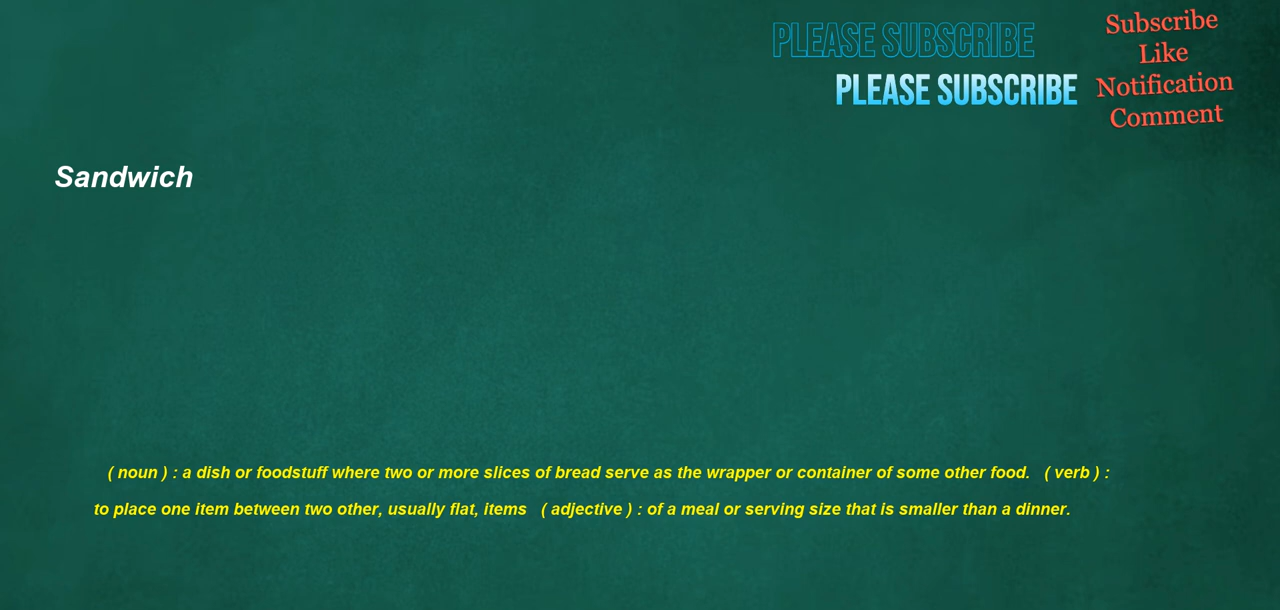 PLEASE SUBSCRIBE
PLEASE SUBSCRIBE
Subscribe
Like
Notification
Comment
Sandwich
( noun ) : a dish or foodstuff where two or more slices of bread serve as the wrapper or container of some other food. ( verb ) :
to place one item between two other, usually flat, items ( adjective ) : of a meal or serving size that is smaller than a dinner.